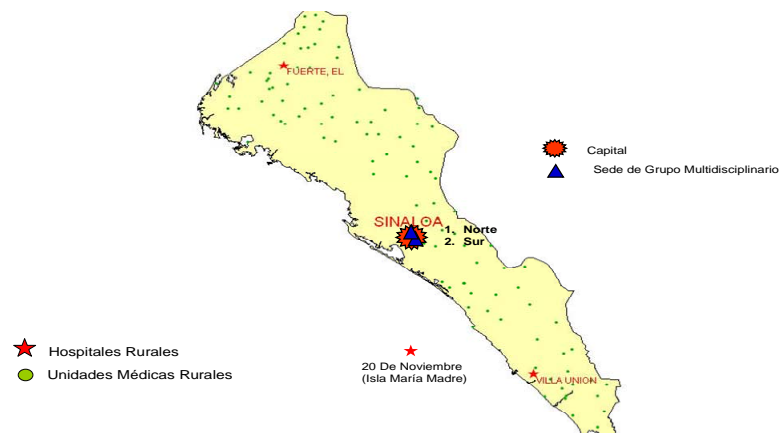 FUERTE, EL
Capital
Sede de Grupo Multidisciplinario
SINALOA
1. Norte
2. Sur
Hospitales Rurales
Unidades Médicas Rurales
20 De Noviembre
(Isla María Madre)
VILLA UNION